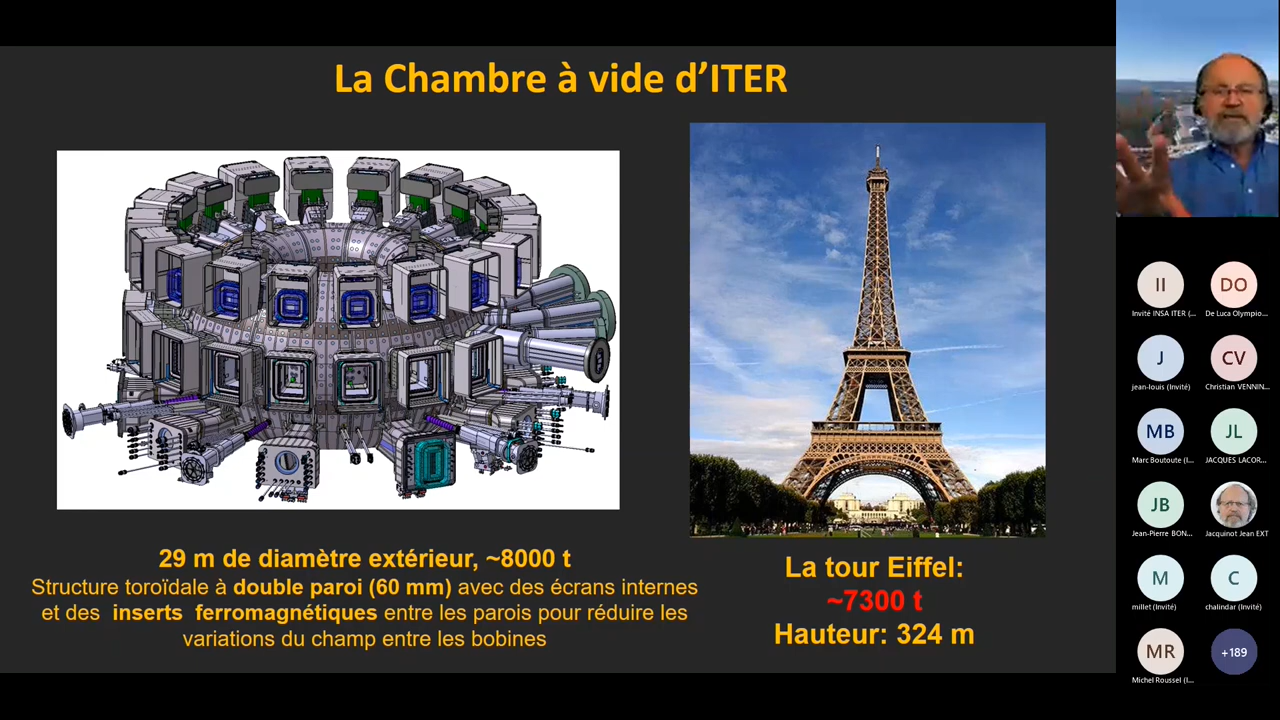 La Chambre à vide d’ITER
29 m de diamètre extérieur, ~8000 t
Structure toroïdale à double paroi (60 mm) avec des écrans internes
et des inserts ferromagnétiques entre les parois pour réduire les
variations du champ entre les bobines
La tour Eiffel:
~7300 t
Hauteur: 324 m
II
Invité INSA ITER (...
DO
De Luca Olympio...
J
jean-louis (Invité)
CV
Christian VENNIN...
MB
Marc Boutoute (I...
JL
JACQUES LACOR...
JB
Jean-Pierre BON...
Jacquinot Jean EXT
M
millet (Invité)
C
chalindar (Invité)
MR
Michel Roussel (I...
+189